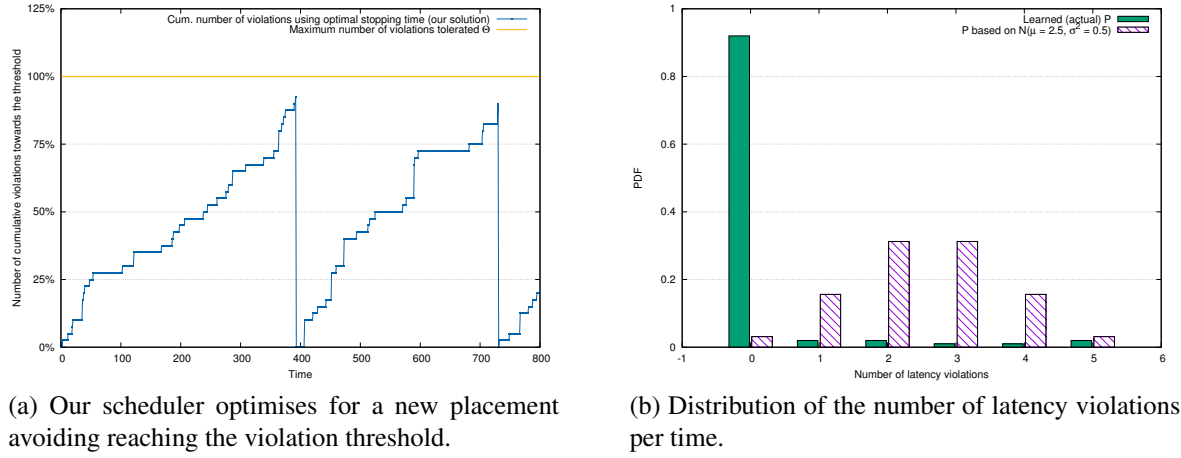 Cum. number of violations using optimal stopping time (our solution)
Maximum number of violations tolerated Θ
125%
100%
75%
50%
25%
0%
Number of cumulative violations towards the threshold
0 100 200 300 400 500 600 700 800
Time
(a) Our scheduler optimises for a new placement
avoiding reaching the violation threshold.
Learned (actual) P
P based on N(μ = 2.5, σ² = 0.5)
1
0.8
0.6
0.4
0.2
0
PDF
-1 0 1 2 3 4 5 6
Number of latency violations
(b) Distribution of the number of latency violations
per time.